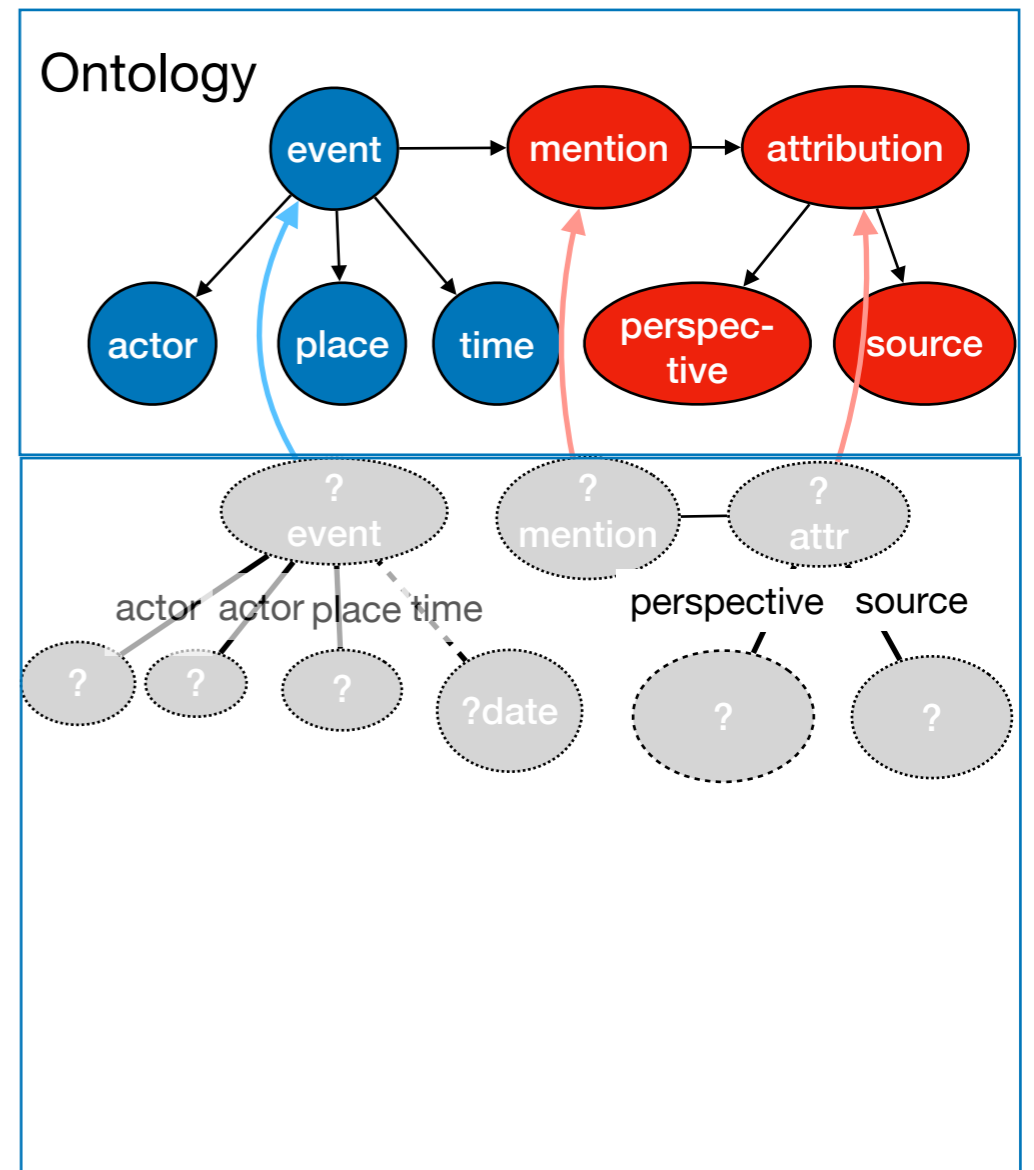 Ontology
event
mention
attribution
actor
place
time
perspec-
tive
source
?
event
?
mention
?
attr
actor
actor
place
time
perspective
source
?
?
?
?date
?
?